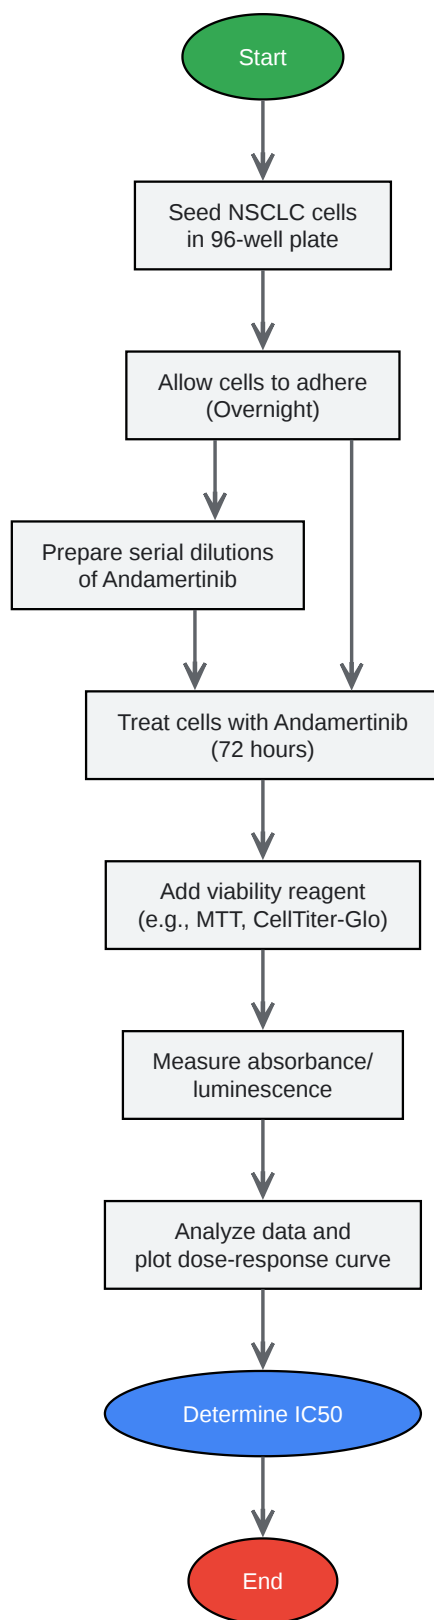 Start
Seed NSCLC cells
in 96-well plate
Allow cells to adhere
(Overnight)
Prepare serial dilutions
of Andamertinib
Treat cells with Andamertinib
(72 hours)
Add viability reagent
(e.g., MTT, CellTiter-Glo)
Measure absorbance/
luminescence
Analyze data and
plot dose-response curve
Determine IC50
End